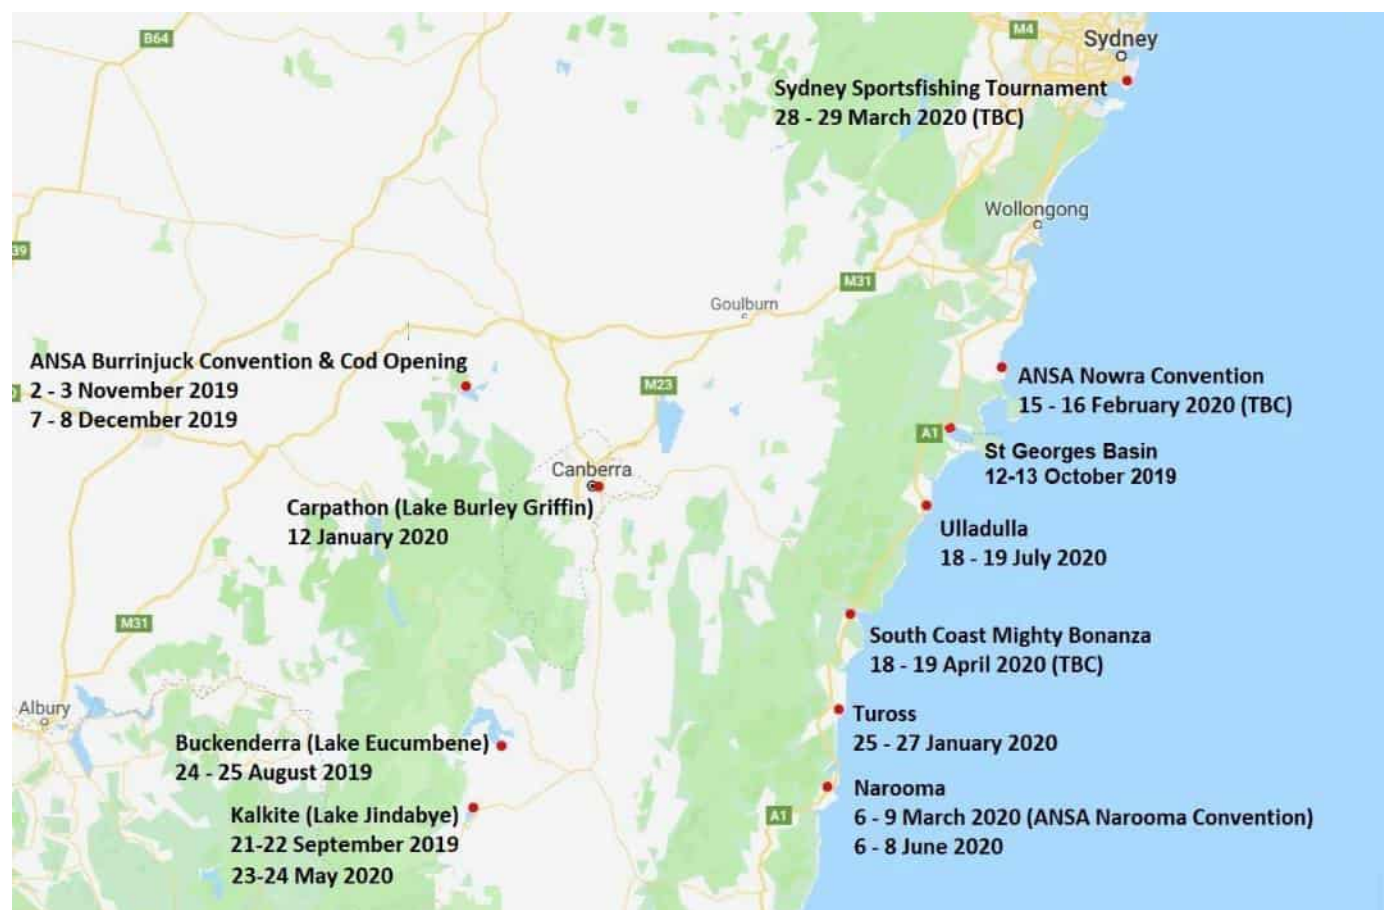 B64
M4
Sydney
Sydney Sportsfishing Tournament
28 - 29 March 2020 (TBC)
Wollongong
39
M31
Goulburn
ANSA Burrinjuck Convention & Cod Opening
2 - 3 November 2019
7 - 8 December 2019
M23
ANSA Nowra Convention
15 - 16 February 2020 (TBC)
A1
St Georges Basin
12-13 October 2019
Canberra
Carpathon (Lake Burley Griffin)
12 January 2020
Ulladulla
18 - 19 July 2020
M31
South Coast Mighty Bonanza
18 - 19 April 2020 (TBC)
Albury
Tuross
25 - 27 January 2020
Buckenderra (Lake Eucumbene)
24 - 25 August 2019
Narooma
6 - 9 March 2020 (ANSA Narooma Convention)
6 - 8 June 2020
A1
Kalkite (Lake Jindabye)
21-22 September 2019
23-24 May 2020